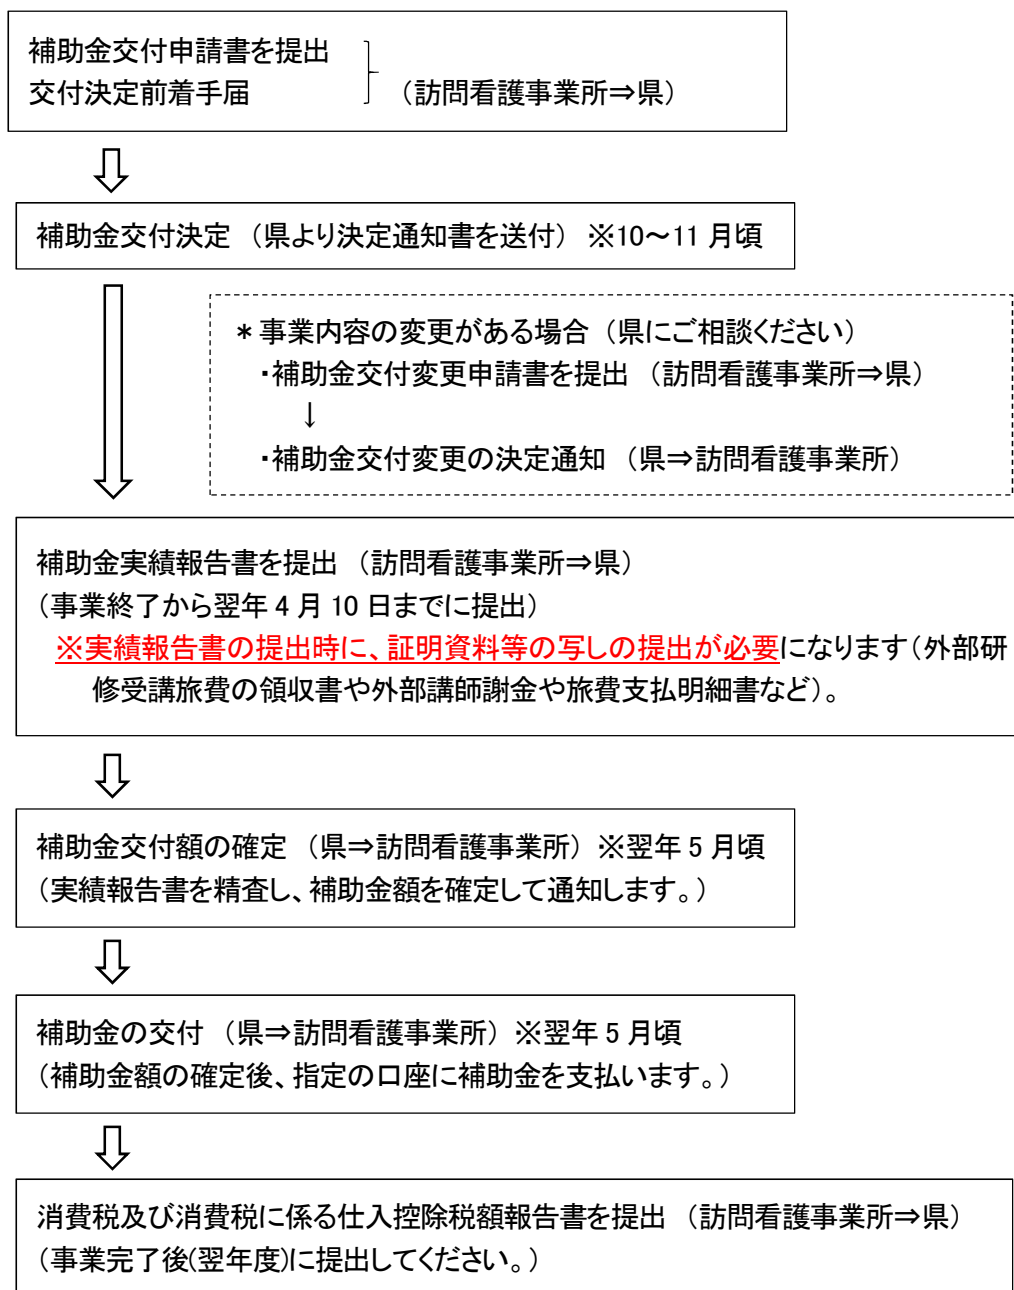 補助金交付申請書を提出
交付決定前着手届 （訪問看護事業所⇒県）
補助金交付決定 （県より決定通知書を送付） ※10～11 月頃
＊事業内容の変更がある場合 （県にご相談ください）
・補助金交付変更申請書を提出 （訪問看護事業所⇒県）
↓
・補助金交付変更の決定通知 （県⇒訪問看護事業所）
補助金実績報告書を提出 （訪問看護事業所⇒県）
（事業終了から翌年 4 月 10 日までに提出）
※実績報告書の提出時に、証明資料等の写しの提出が必要になります（外部研
修受講旅費の領収書や外部講師謝金や旅費支払明細書など）。
補助金交付額の確定 （県⇒訪問看護事業所） ※翌年 5 月頃
（実績報告書を精査し、補助金額を確定して通知します。）
補助金の交付 （県⇒訪問看護事業所） ※翌年 5 月頃
（補助金額の確定後、指定の口座に補助金を支払います。）
消費税及び消費税に係る仕入控除税額報告書を提出 （訪問看護事業所⇒県）
（事業完了後(翌年度)に提出してください。）